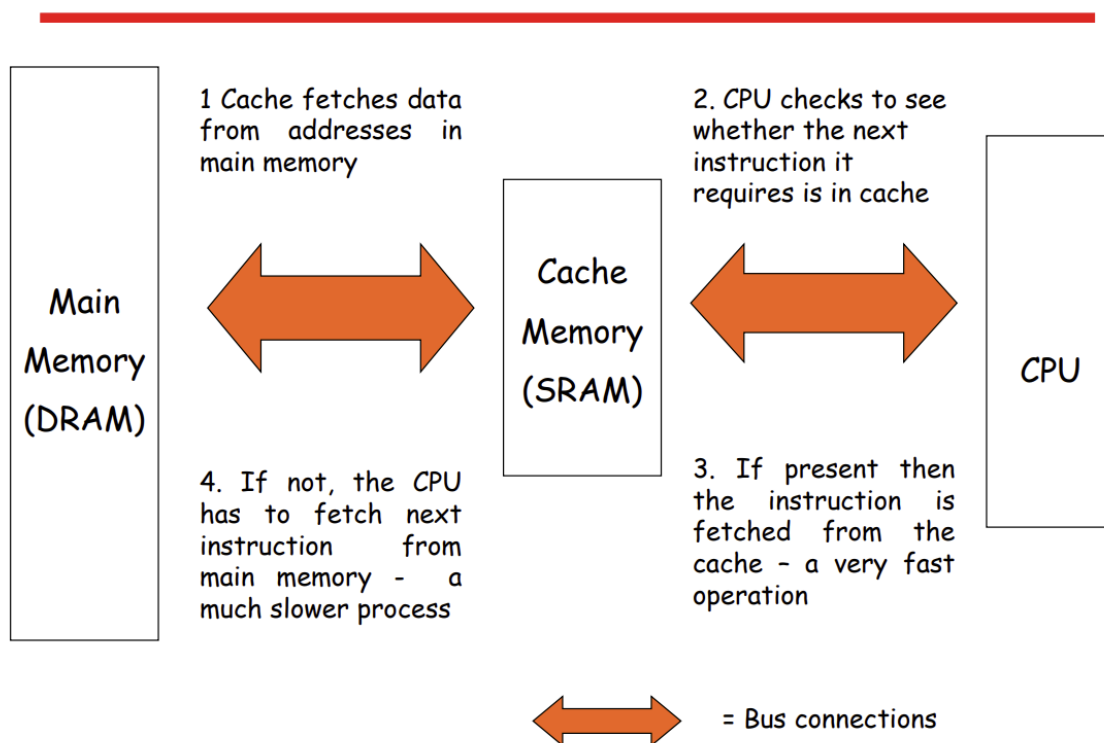 1 Cache fetches data
from addresses in
main memory
2. CPU checks to see
whether the next
instruction it
requires is in cache
Main
Memory
(DRAM)
Cache
Memory
(SRAM)
CPU
4. If not, the CPU
has to fetch next
instruction from
main memory - a
much slower process
3. If present then
the instruction is
fetched from the
cache – a very fast
operation
= Bus connections